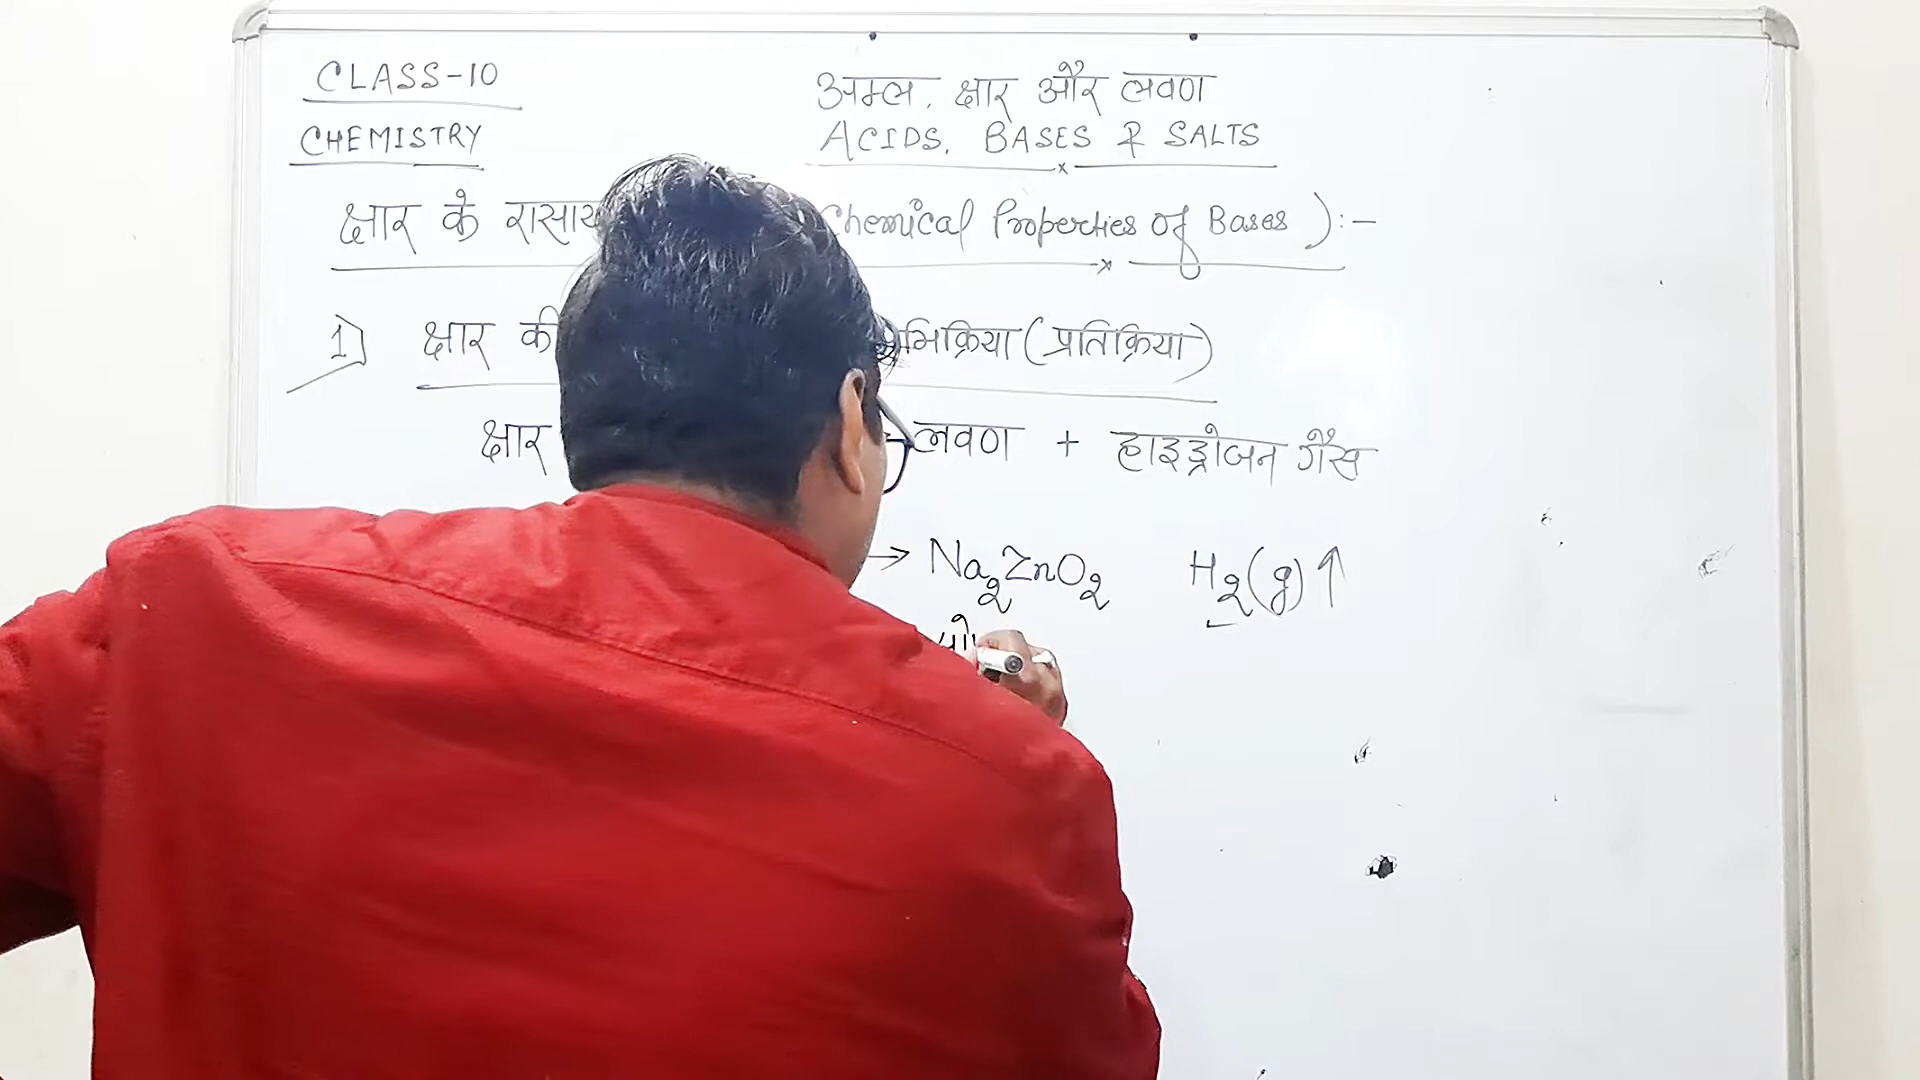 CLASS-10
CHEMISTRY
अम्ल, क्षार और लवण
ACIDS, BASES & SALTS
क्षार के रासाय Chemical Properties of Bases ):-
1) क्षार की भिक्रिया (प्रतिक्रिया)
क्षार लवण + हाइड्रोजन गैस
→ Na₂ZnO₂ H₂(g)↑